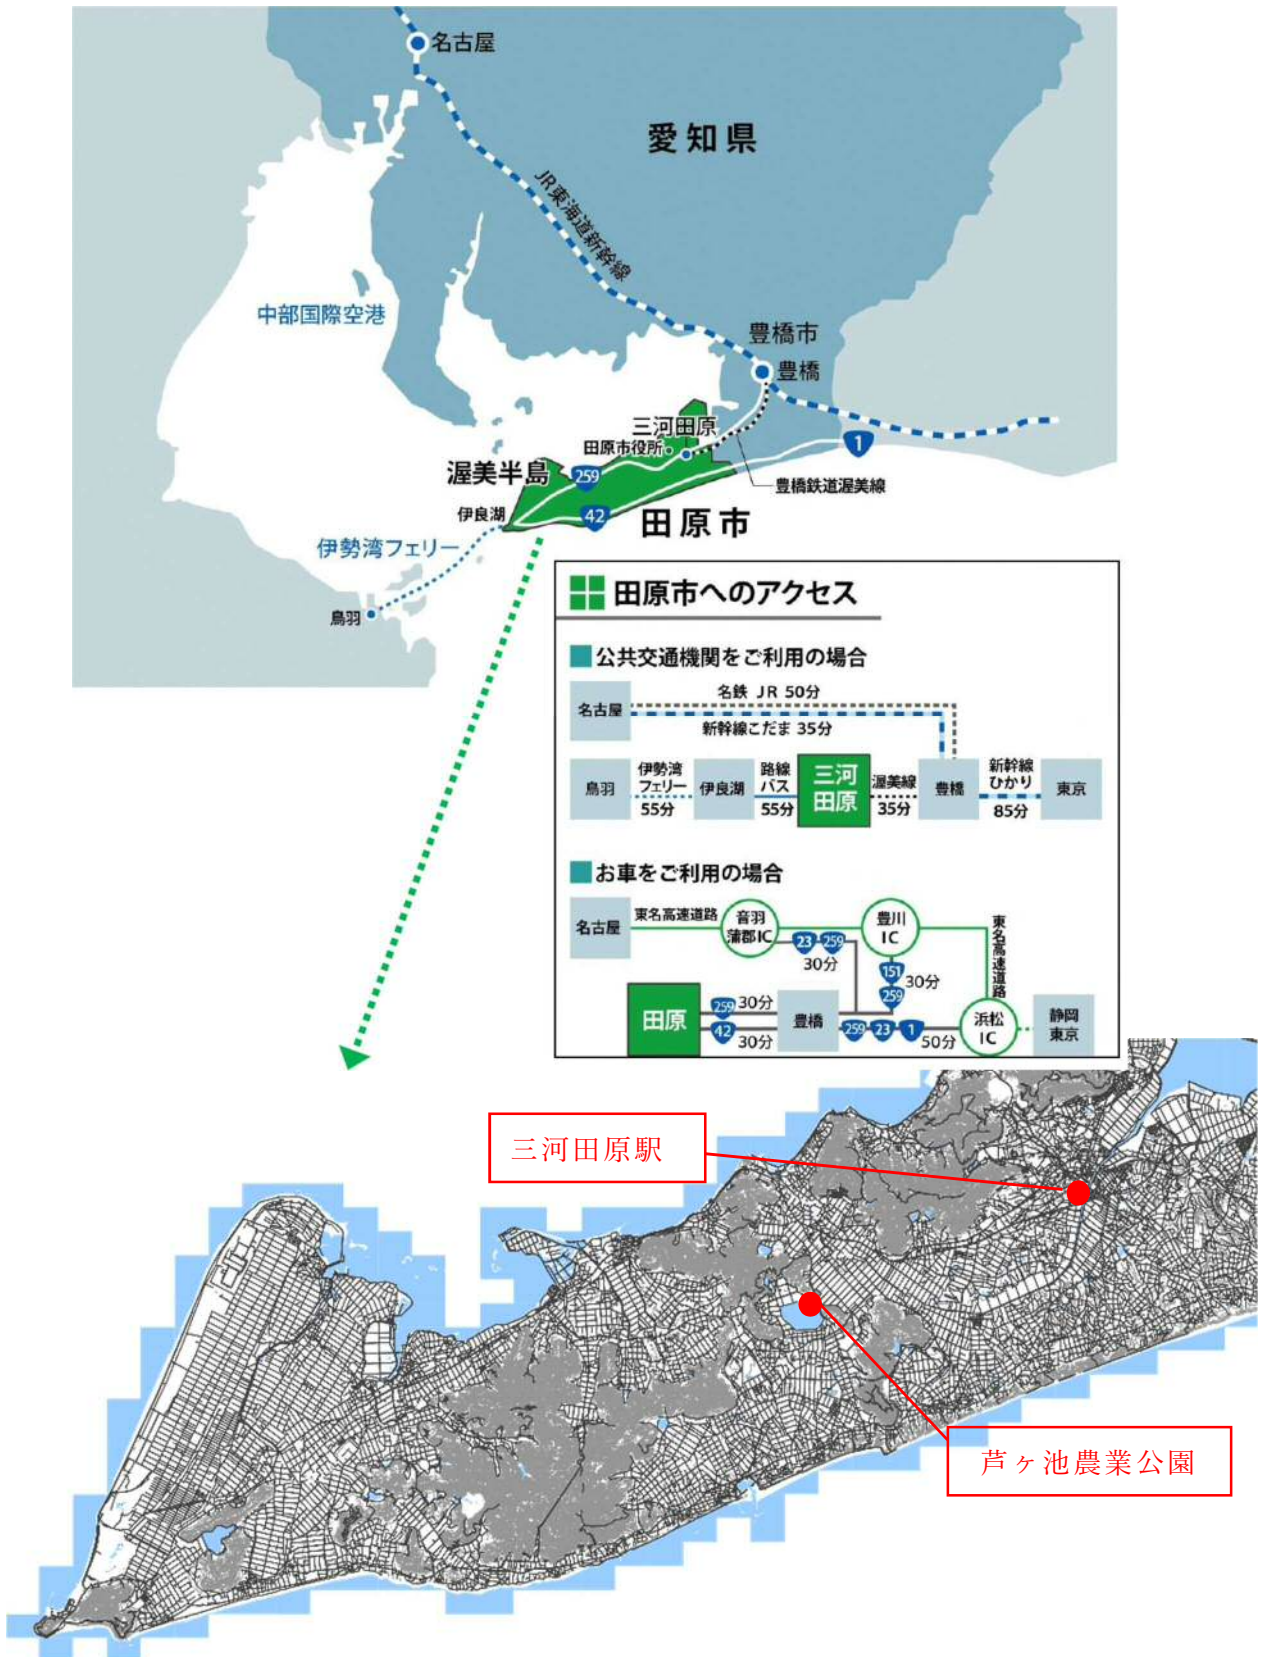 名古屋
愛知県
JR東海道新幹線
中部国際空港
豊橋市
豊橋
三河田原
田原市役所
1
渥美半島
259
豊橋鉄道渥美線
伊良湖
42
田原市
伊勢湾フェリー
鳥羽
田原市へのアクセス
公共交通機関をご利用の場合
名鉄 JR 50分
名古屋
新幹線こだま 35分
鳥羽
伊勢湾
フェリー
55分
伊良湖
路線
バス
55分
三河
田原
渥美線
35分
豊橋
新幹線
ひかり
85分
東京
お車をご利用の場合
名古屋
東名高速道路
音羽
蒲郡IC
23 259
30分
豊川
IC
東名高速道路
151
30分
259
田原
259 30分
42
30分
豊橋
259 23 1
50分
浜松
IC
静岡
東京
三河田原駅
芦ヶ池農業公園